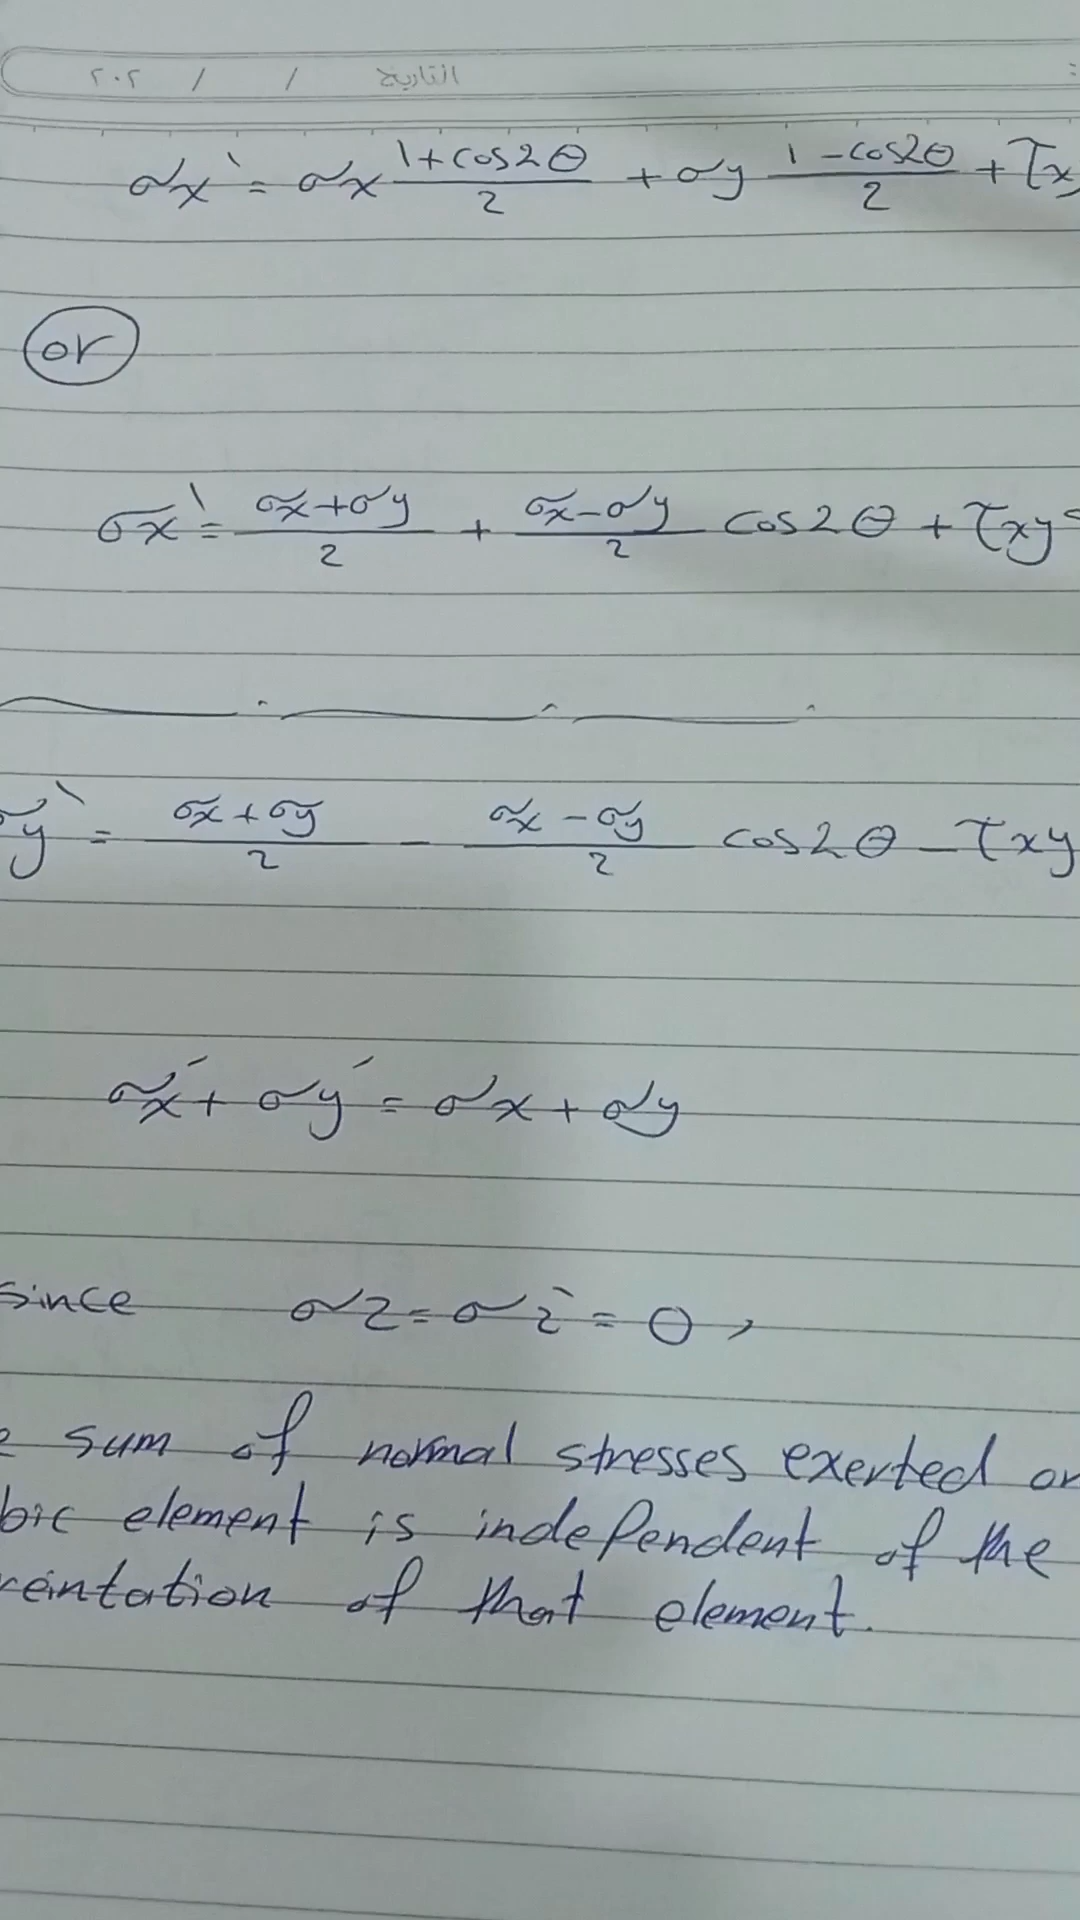 التاريخ / / ٢٠٢
σx' = σx (1+cos2θ)/2 + σy (1-cos2θ)/2 + τx
or
σx' = (σx+σy)/2 + (σx-σy)/2 cos2θ + τxy
σy' = (σx+σy)/2 - (σx-σy)/2 cos2θ - τxy
σx' + σy' = σx + σy
since σz = σz' = 0,
e sum of normal stresses exerted on
bic element is independent of the
reintation of that element.